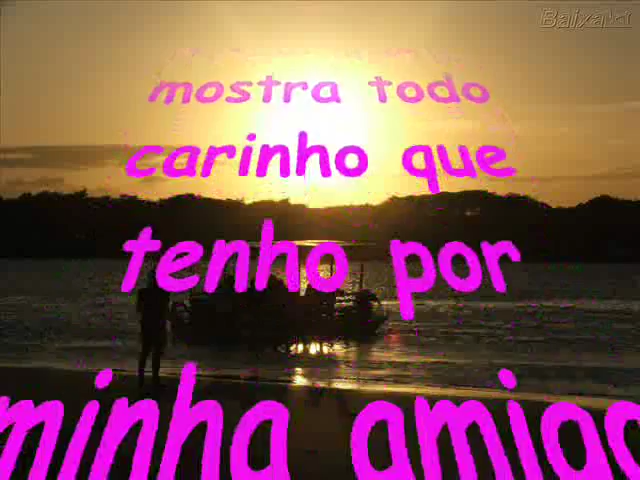 Baixaki
mostra todo
carinho que
tenho por
minha